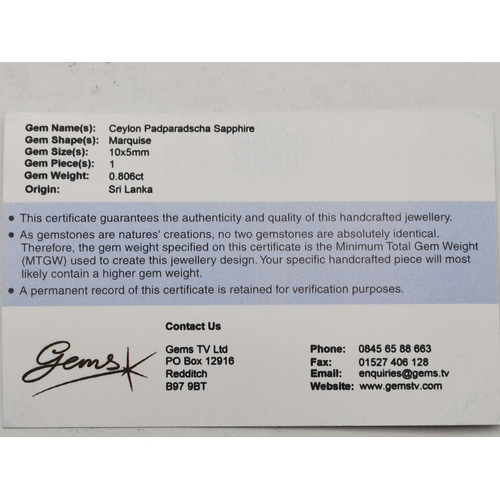 Gem Name(s): Ceylon Padparadscha Sapphire
Gem Shape(s): Marquise
Gem Size(s): 10x5mm
Gem Piece(s): 1
Gem Weight: 0.806ct
Origin: Sri Lanka
• This certificate guarantees the authenticity and quality of this handcrafted jewellery.
• As gemstones are natures' creations, no two gemstones are absolutely identical.
Therefore, the gem weight specified on this certificate is the Minimum Total Gem Weight
(MTGW) used to create this jewellery design. Your specific handcrafted piece will most
likely contain a higher gem weight.
• A permanent record of this certificate is retained for verification purposes.
Gems
Contact Us
Gems TV Ltd
PO Box 12916
Redditch
B97 9BT
Phone: 0845 65 88 663
Fax: 01527 406 128
Email: enquiries@gems.tv
Website: www.gemstv.com